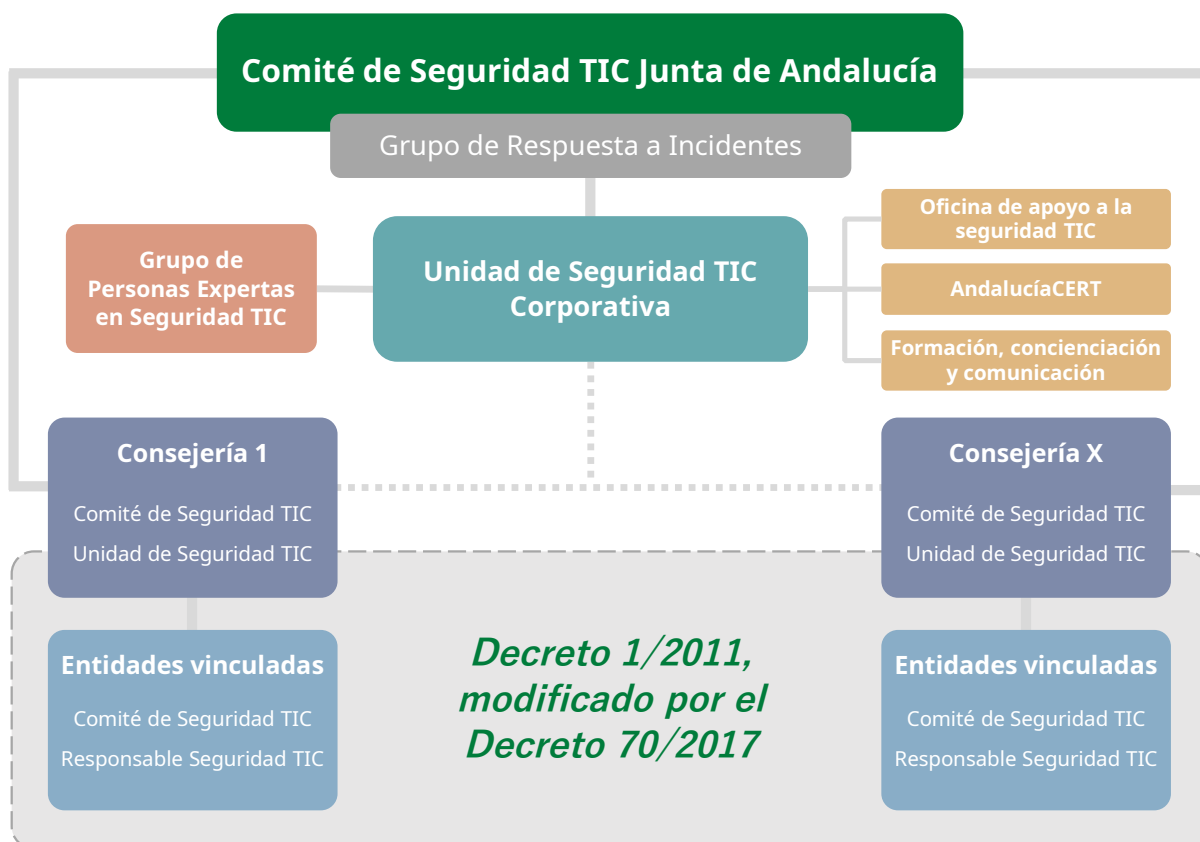 Comité de Seguridad TIC Junta de Andalucía
Grupo de Respuesta a Incidentes
Grupo de
Personas Expertas
en Seguridad TIC
Unidad de Seguridad TIC
Corporativa
Oficina de apoyo a la
seguridad TIC
AndalucíaCERT
Formación, concienciación
y comunicación
Consejería 1
Comité de Seguridad TIC
Unidad de Seguridad TIC
Consejería X
Comité de Seguridad TIC
Unidad de Seguridad TIC
Entidades vinculadas
Comité de Seguridad TIC
Responsable Seguridad TIC
Decreto 1/2011,
modificado por el
Decreto 70/2017
Entidades vinculadas
Comité de Seguridad TIC
Responsable Seguridad TIC